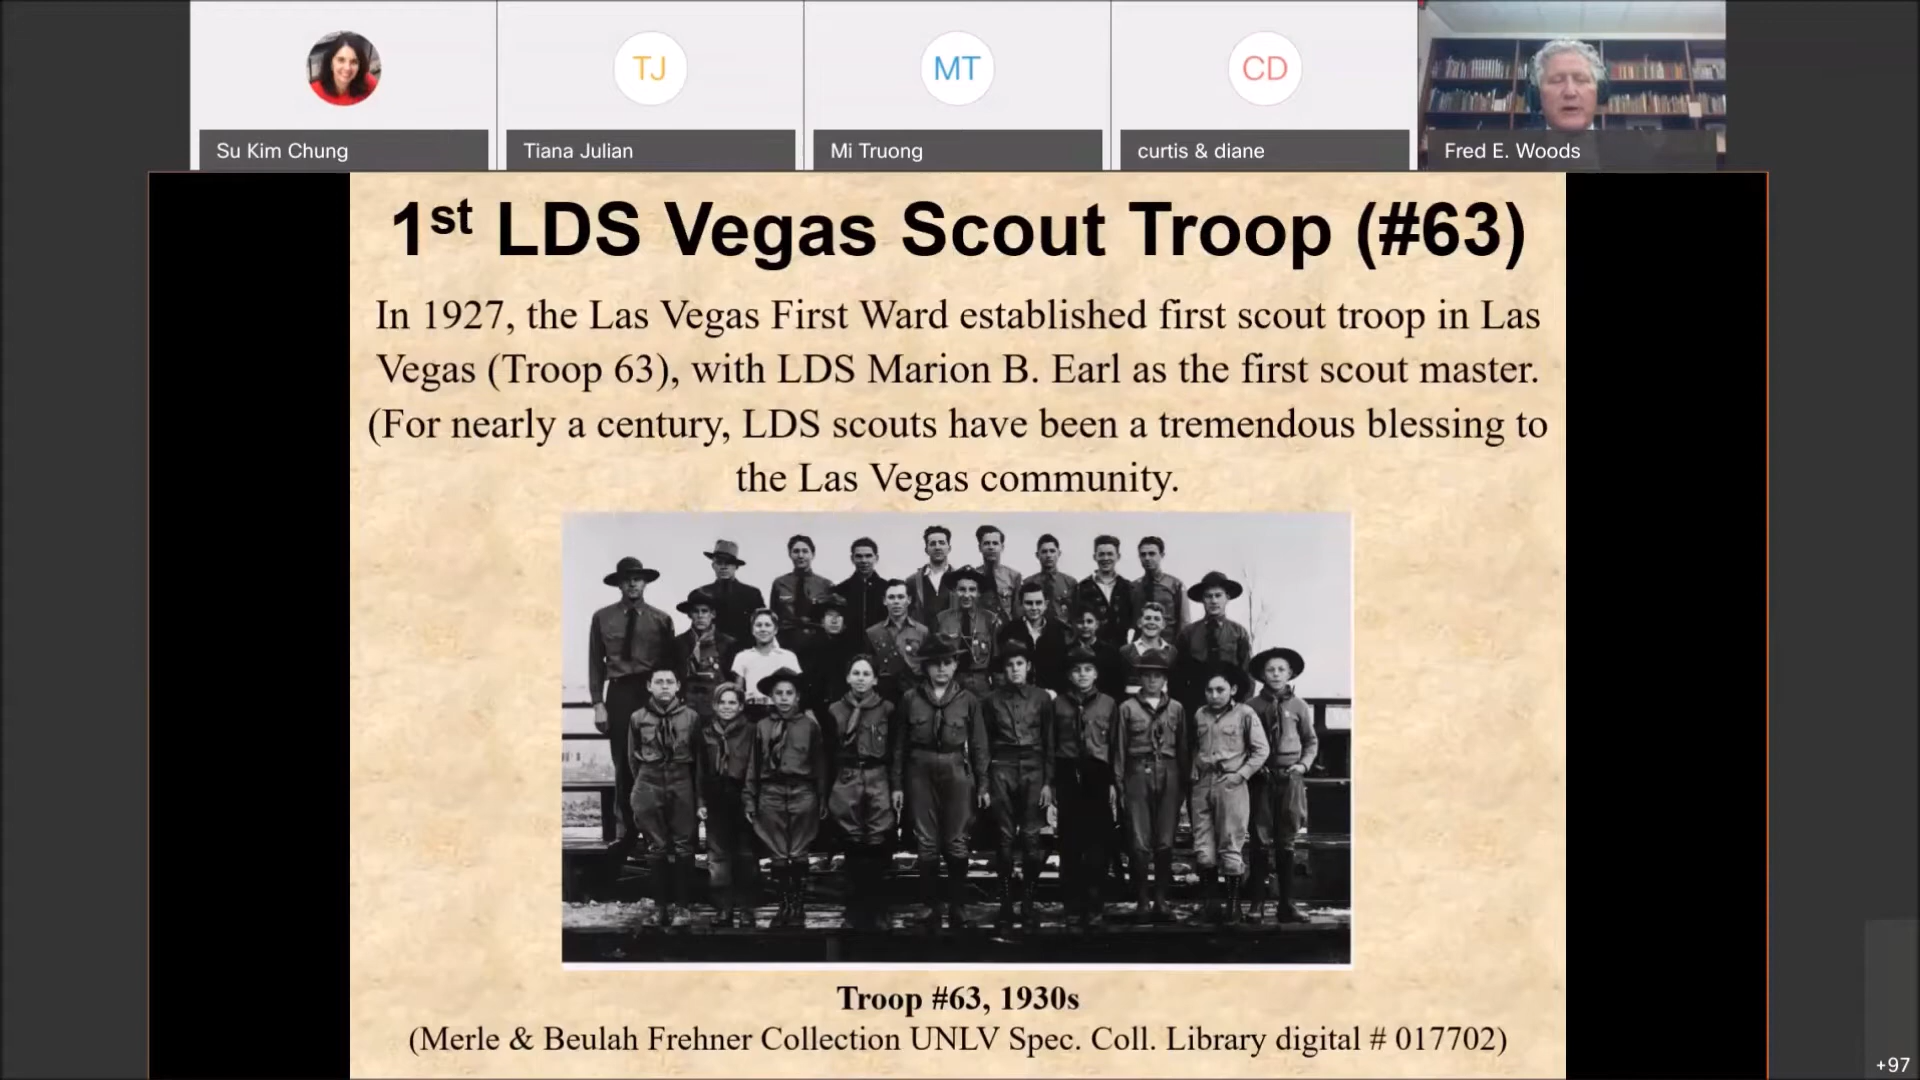 TJ
MT
CD
Su Kim Chung
Tiana Julian
Mi Truong
curtis & diane
Fred E. Woods
1st LDS Vegas Scout Troop (#63)
In 1927, the Las Vegas First Ward established first scout troop in Las
Vegas (Troop 63), with LDS Marion B. Earl as the first scout master.
(For nearly a century, LDS scouts have been a tremendous blessing to
the Las Vegas community.
Troop #63, 1930s
(Merle & Beulah Frehner Collection UNLV Spec. Coll. Library digital # 017702)
+97